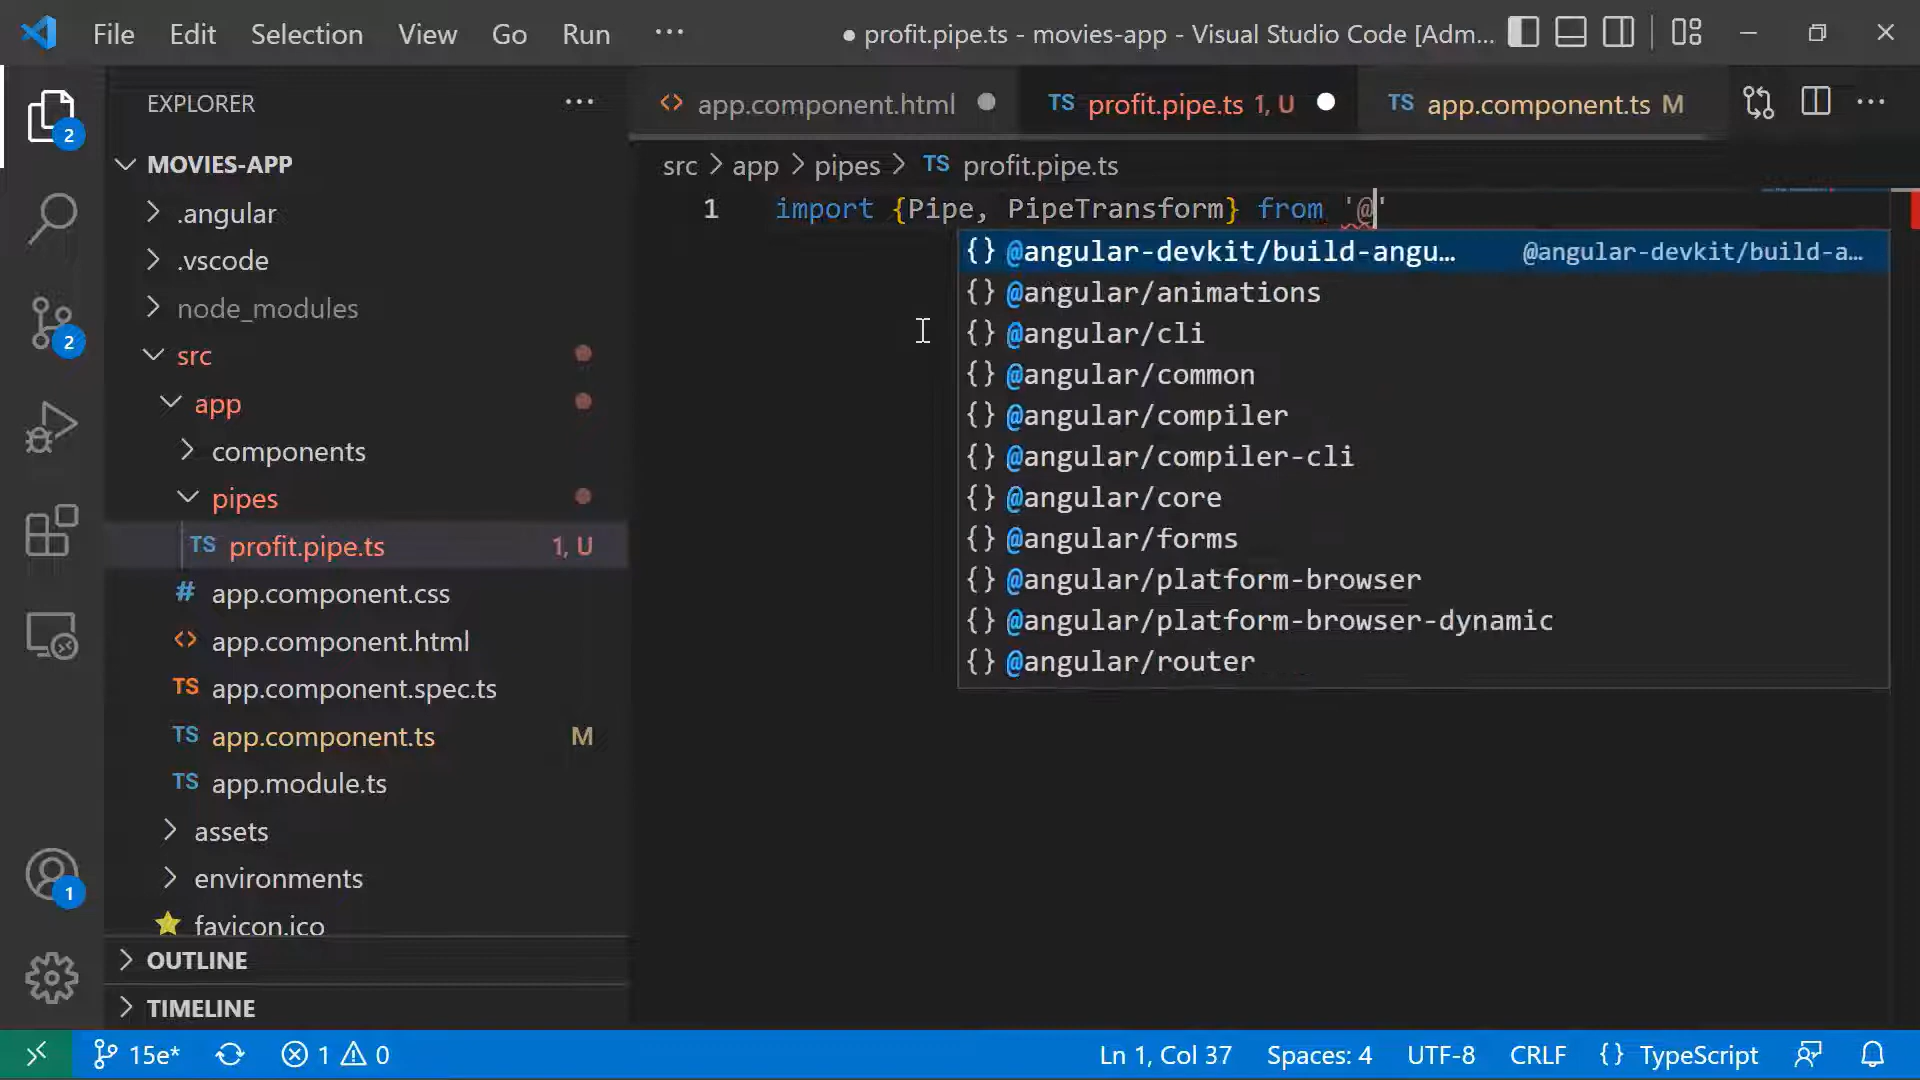 File Edit Selection View Go Run ··· ● profit.pipe.ts - movies-app - Visual Studio Code [Adm...
EXPLORER ···
MOVIES-APP
.angular
.vscode
node_modules
src
app
components
pipes
TS profit.pipe.ts 1, U
# app.component.css
<> app.component.html
TS app.component.spec.ts
TS app.component.ts M
TS app.module.ts
assets
environments
favicon.ico
OUTLINE
TIMELINE
2
2
1
<> app.component.html ● TS profit.pipe.ts 1, U ● TS app.component.ts M ···
src > app > pipes > TS profit.pipe.ts
1 import {Pipe, PipeTransform} from '@'
{} @angular-devkit/build-angu... @angular-devkit/build-a...
{} @angular/animations
{} @angular/cli
{} @angular/common
{} @angular/compiler
{} @angular/compiler-cli
{} @angular/core
{} @angular/forms
{} @angular/platform-browser
{} @angular/platform-browser-dynamic
{} @angular/router
15e* 1 0 Ln 1, Col 37 Spaces: 4 UTF-8 CRLF {} TypeScript